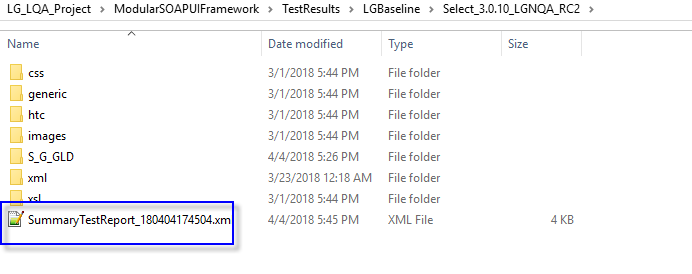 LG_LQA_Project > ModularSOAPUIFramework > TestResults > LGBaseline > Select_3.0.10_LGNQA_RC2 >
Name Date modified Type Size
css 3/1/2018 5:44 PM File folder
generic 3/1/2018 5:44 PM File folder
htc 3/1/2018 5:44 PM File folder
images 3/1/2018 5:44 PM File folder
S_G_GLD 4/4/2018 5:26 PM File folder
xml 3/23/2018 12:18 AM File folder
xsl 3/1/2018 5:44 PM File folder
SummaryTestReport_180404174504.xm 4/4/2018 5:45 PM XML File 4 KB